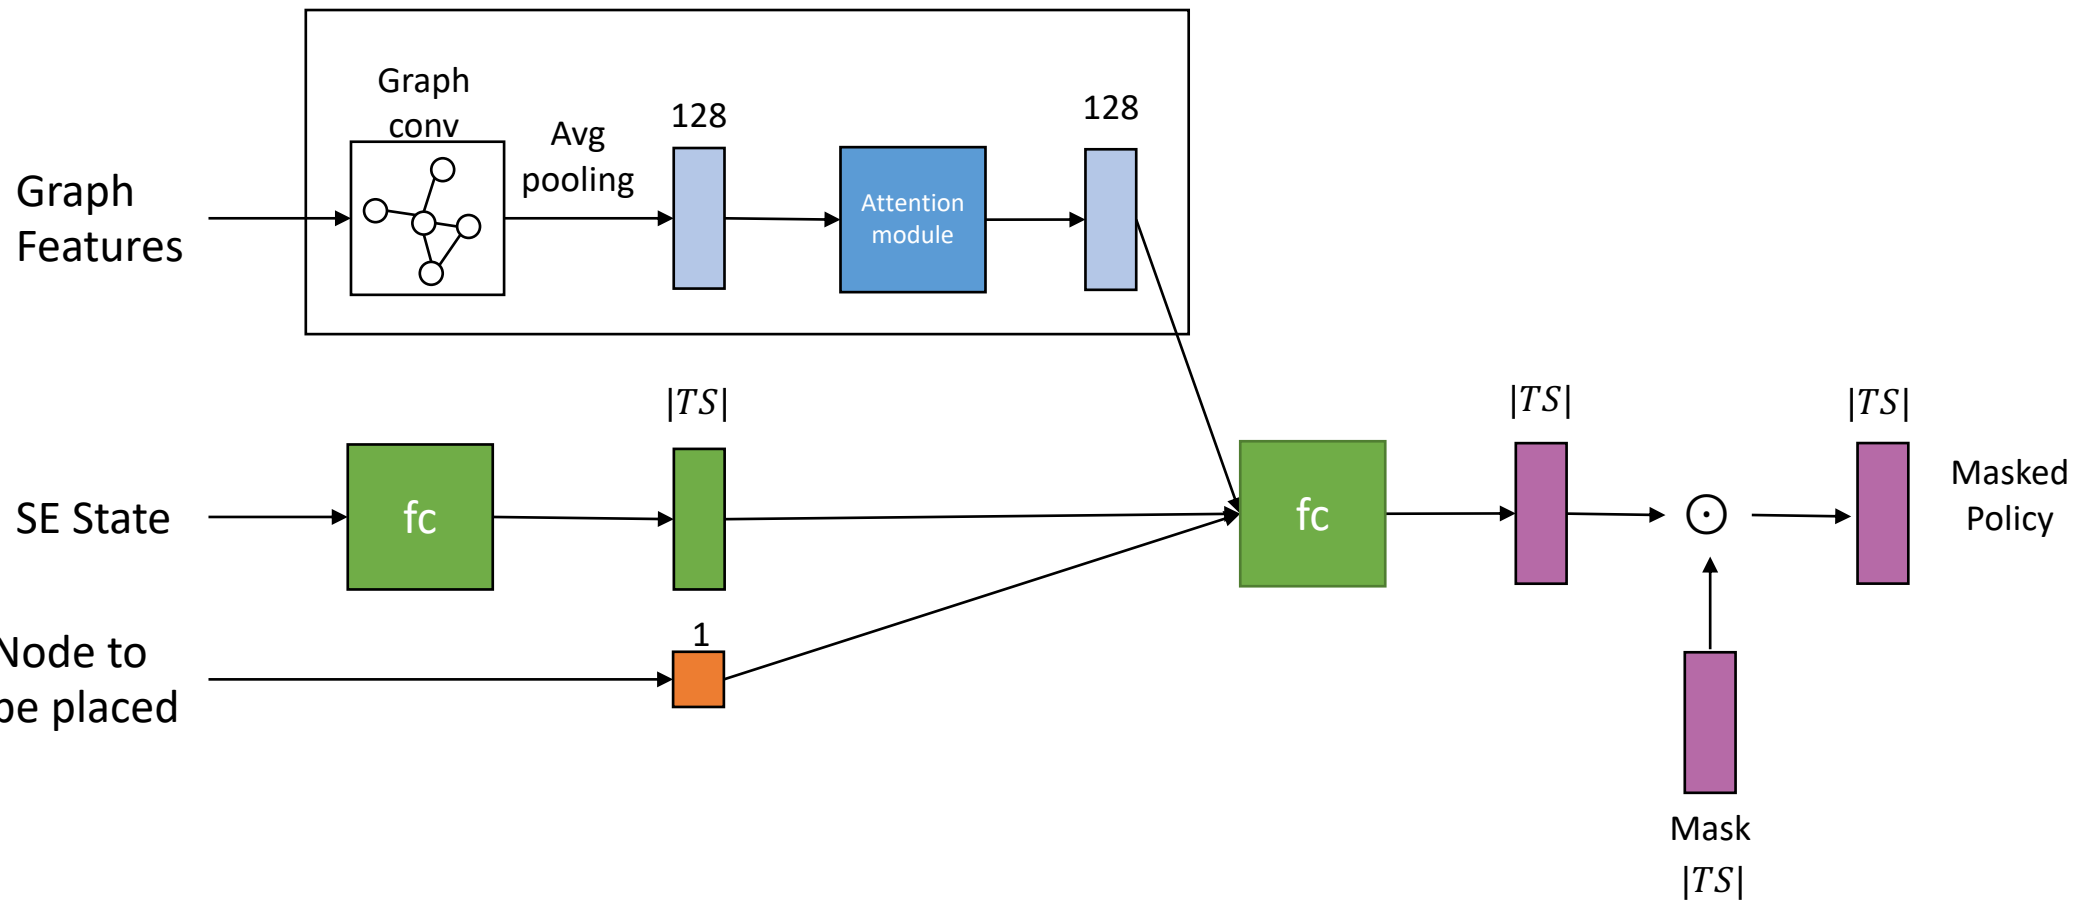 Graph
conv
Avg
pooling
128
128
Attention
module
Graph
Features
|TS|
|TS|
|TS|
SE State
fc
fc
Masked
Policy
1
Node to
be placed
Mask
|TS|